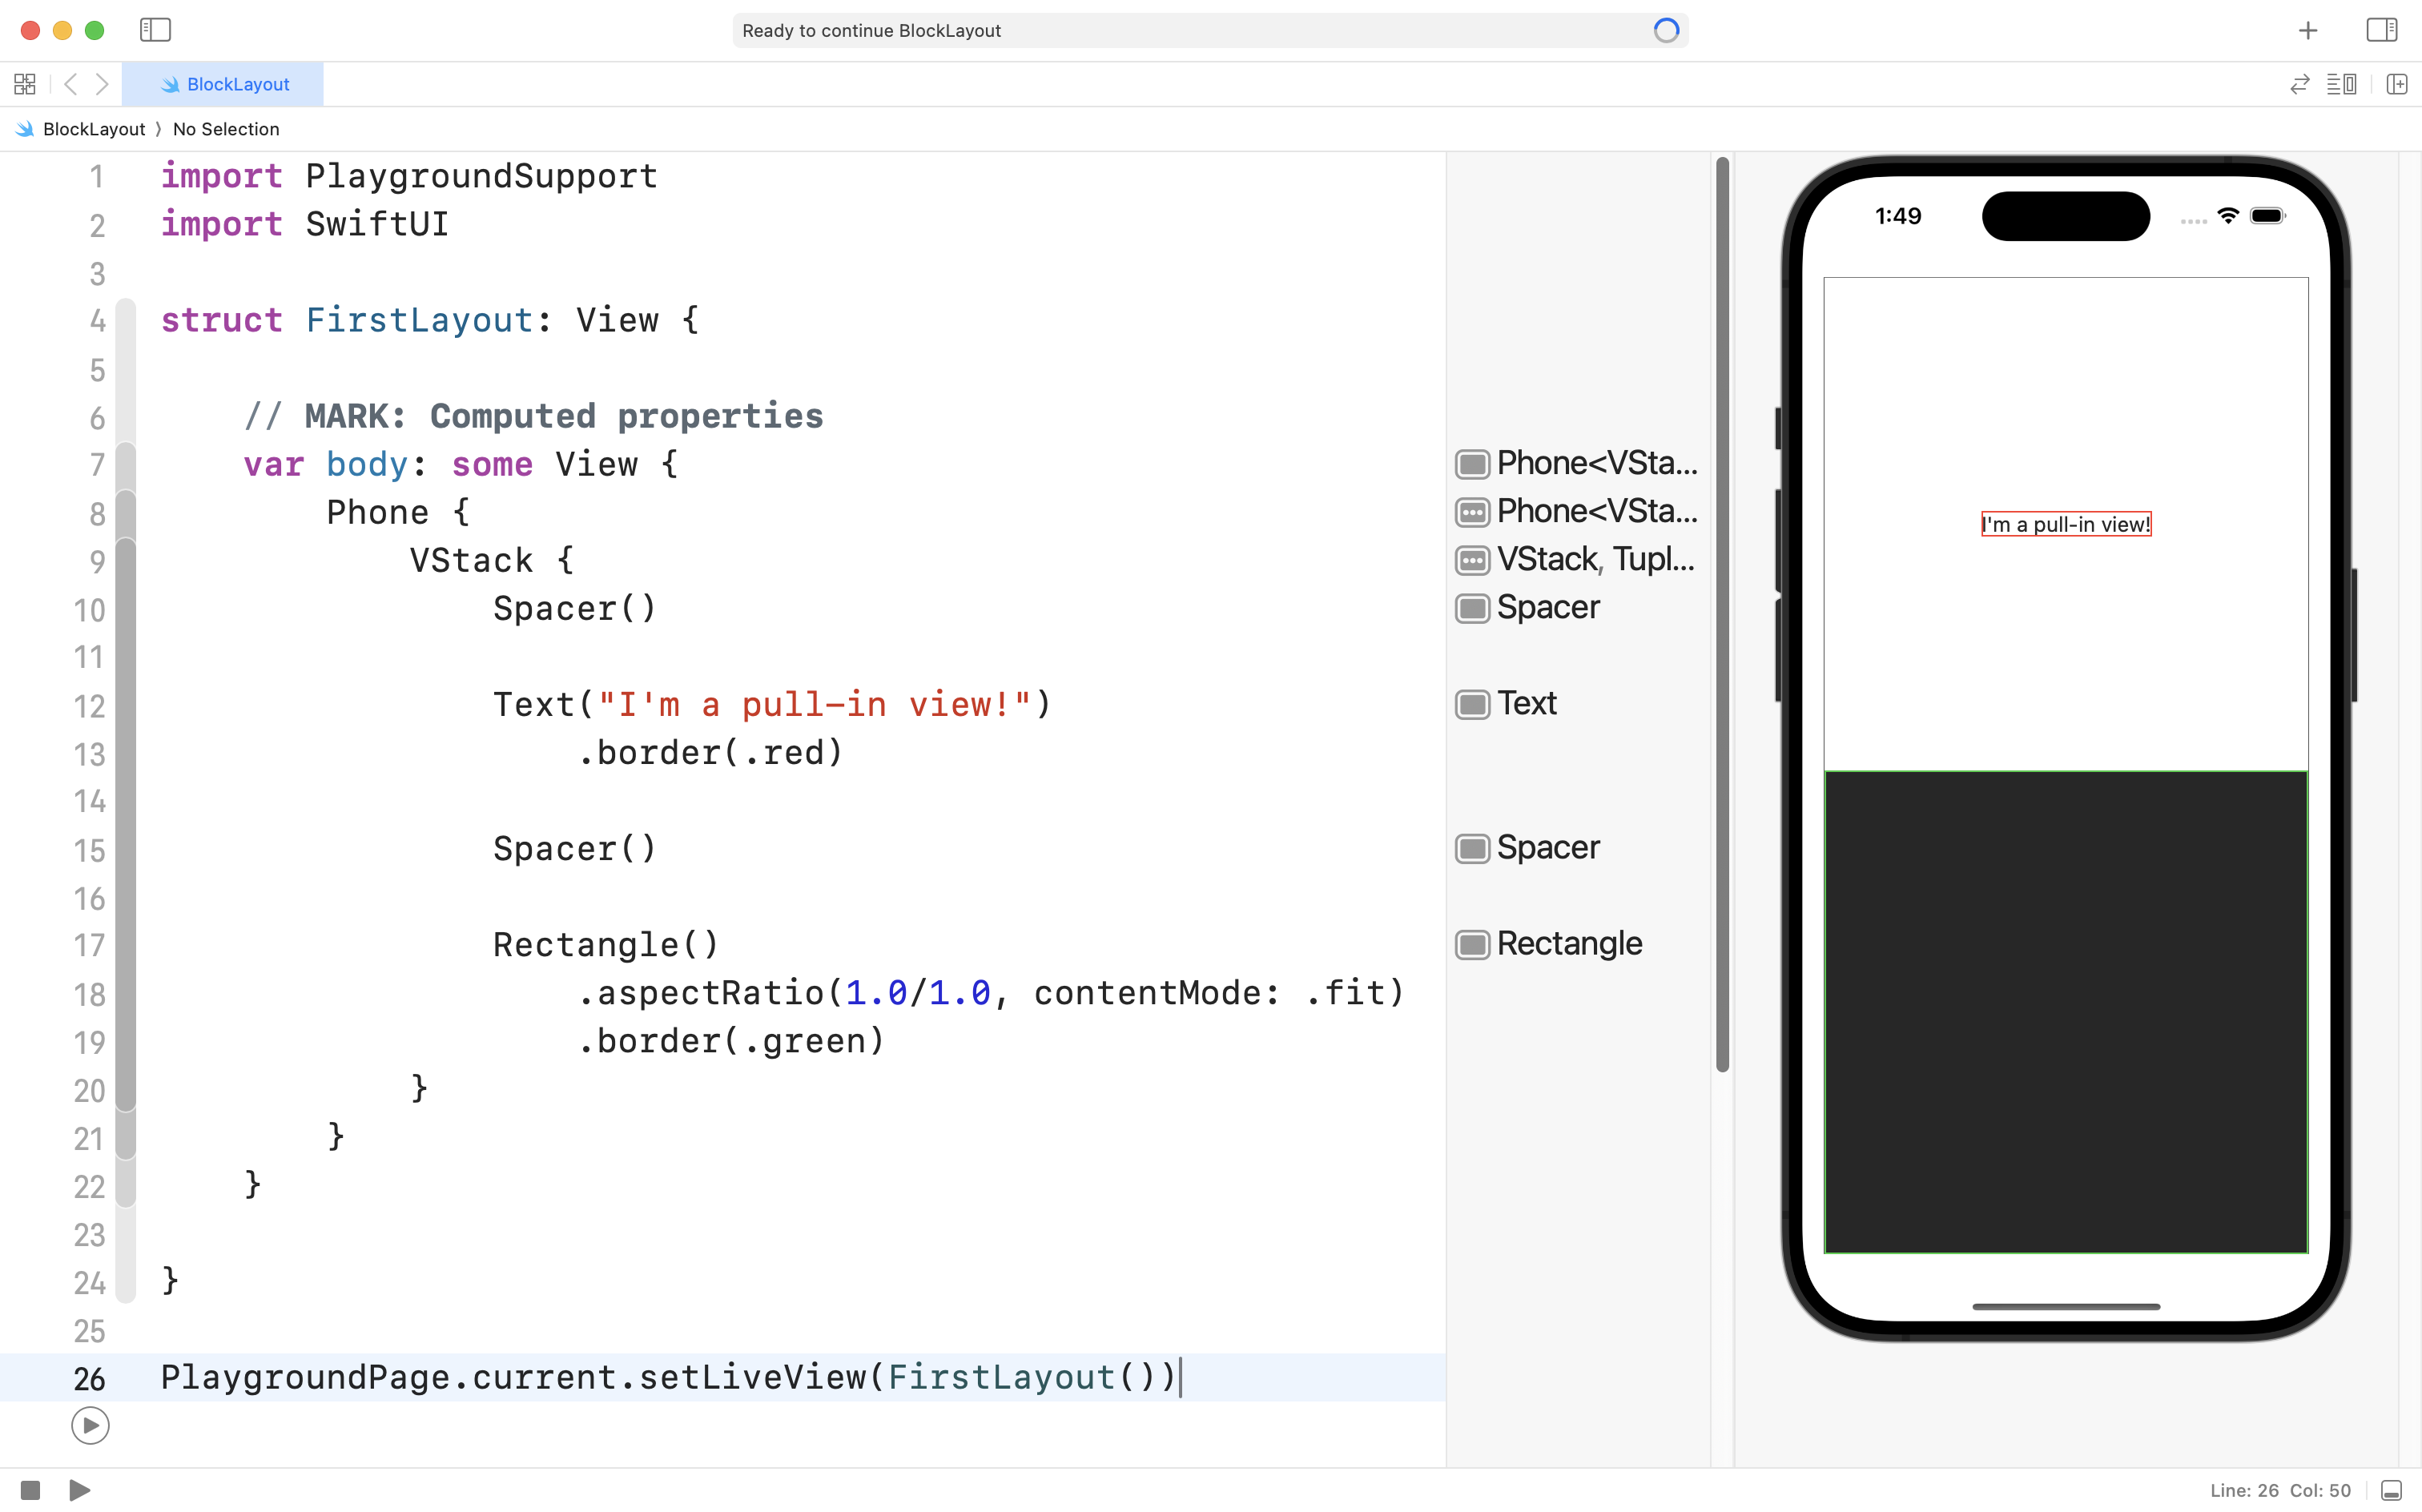 Ready to continue BlockLayout
BlockLayout
BlockLayout ⟩ No Selection
1 import PlaygroundSupport
2 import SwiftUI
3
4 struct FirstLayout: View {
5
6 // MARK: Computed properties
7 var body: some View {
8 Phone {
9 VStack {
10 Spacer()
11
12 Text("I'm a pull-in view!")
13 .border(.red)
14
15 Spacer()
16
17 Rectangle()
18 .aspectRatio(1.0/1.0, contentMode: .fit)
19 .border(.green)
20 }
21 }
22 }
23
24 }
25
26 PlaygroundPage.current.setLiveView(FirstLayout())
Phone<VSta...
Phone<VSta...
VStack, Tupl...
Spacer
Text
Spacer
Rectangle
1:49
I'm a pull-in view!
Line: 26 Col: 50